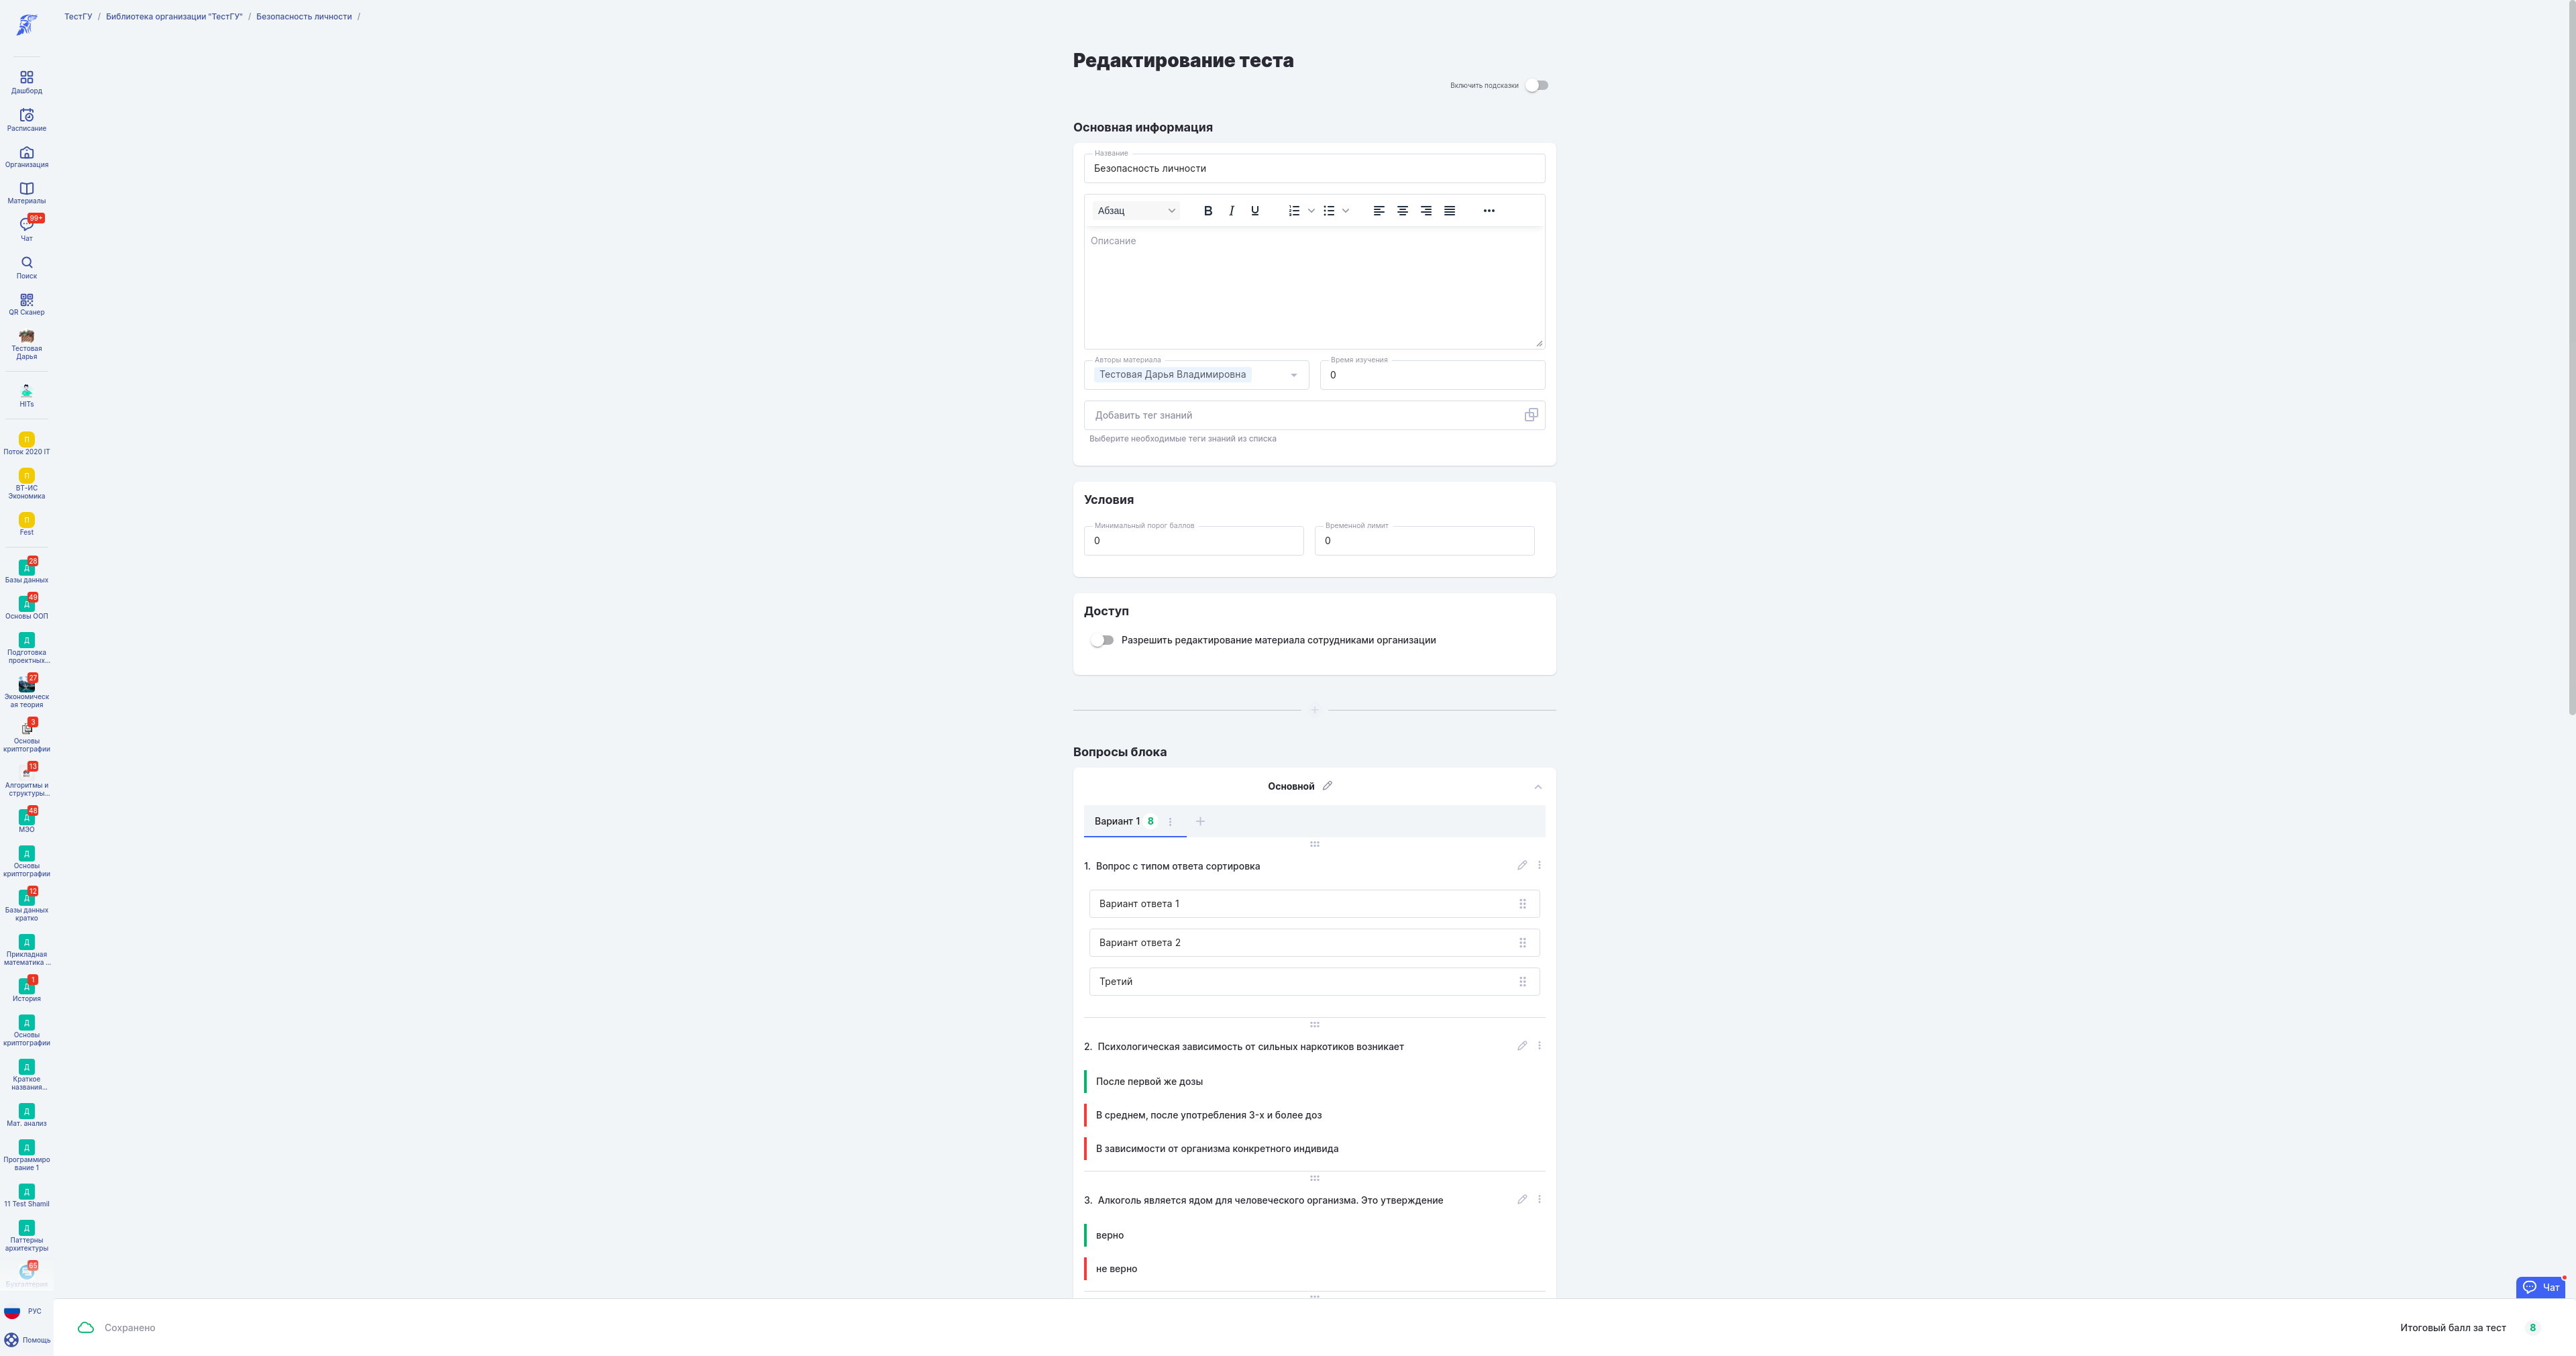 ТестГУ / Библиотека организации "ТестГУ" / Безопасность личности /
Дашборд
Расписание
Организация
Материалы
99+
Чат
Поиск
QR Сканер
Тестовая
Дарья
HITs
П
Поток 2020 IT
П
ВТ-ИС
Экономика
П
Fest
28
Д
Базы данных
49
Д
Основы ООП
Д
Подготовка
проектных...
27
Экономическ
ая теория
3
Основы
криптографии
13
Алгоритмы и
структуры...
48
Д
МЭО
Д
Основы
криптографии
12
Д
Базы данных
кратко
Д
Прикладная
математика ...
1
Д
История
Д
Основы
криптографии
Д
Краткое
названия...
Д
Мат. анализ
Д
Программиро
вание 1
Д
11 Test Shamil
Д
Паттерны
архитектуры
65
Бухгалтерия
РУС
Помощь
Редактирование теста
Включить подсказки
Основная информация
Название
Безопасность личности
Абзац
B I U
Описание
Авторы материала
Тестовая Дарья Владимировна
Время изучения
0
Добавить тег знаний
Выберите необходимые теги знаний из списка
Условия
Минимальный порог баллов
0
Временной лимит
0
Доступ
Разрешить редактирование материала сотрудниками организации
Вопросы блока
Основной
Вариант 1 8
1. Вопрос с типом ответа сортировка
Вариант ответа 1
Вариант ответа 2
Третий
2. Психологическая зависимость от сильных наркотиков возникает
После первой же дозы
В среднем, после употребления 3-х и более доз
В зависимости от организма конкретного индивида
3. Алкоголь является ядом для человеческого организма. Это утверждение
верно
не верно
Чат
Сохранено
Итоговый балл за тест 8